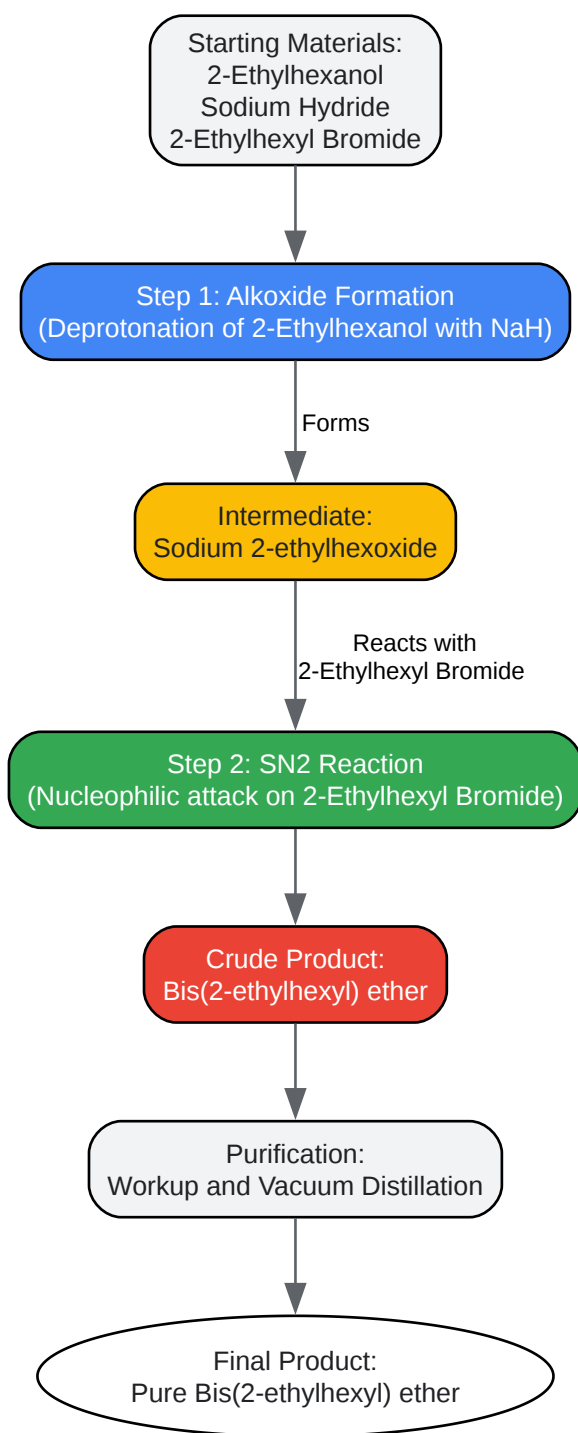 Starting Materials:
2-Ethylhexanol
Sodium Hydride
2-Ethylhexyl Bromide
Step 1: Alkoxide Formation
(Deprotonation of 2-Ethylhexanol with NaH)
Forms
Intermediate:
Sodium 2-ethylhexoxide
Reacts with
2-Ethylhexyl Bromide
Step 2: SN2 Reaction
(Nucleophilic attack on 2-Ethylhexyl Bromide)
Crude Product:
Bis(2-ethylhexyl) ether
Purification:
Workup and Vacuum Distillation
Final Product:
Pure Bis(2-ethylhexyl) ether